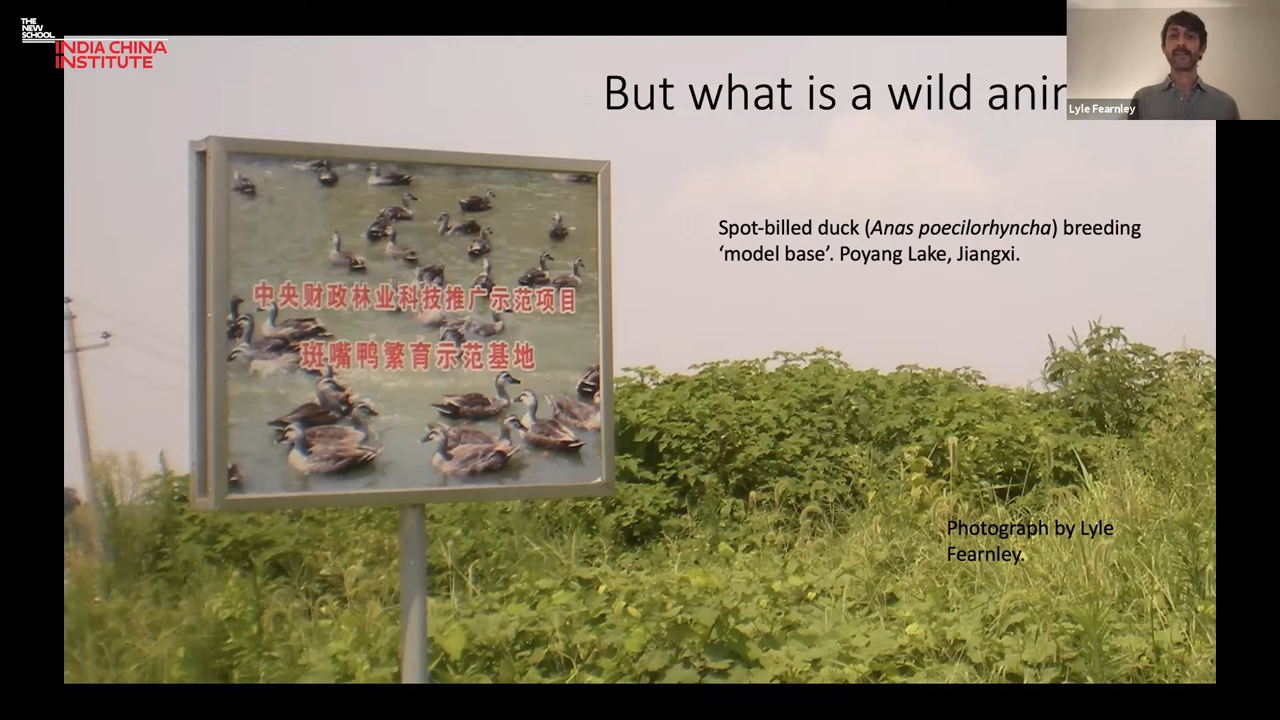 THE
NEW
SCHOOL
INDIA CHINA
INSTITUTE
But what is a wild anim
Lyle Fearnley
Spot-billed duck (Anas poecilorhyncha) breeding
‘model base’. Poyang Lake, Jiangxi.
中央财政林业科技推广示范项目
斑嘴鸭繁育示范基地
Photograph by Lyle
Fearnley.